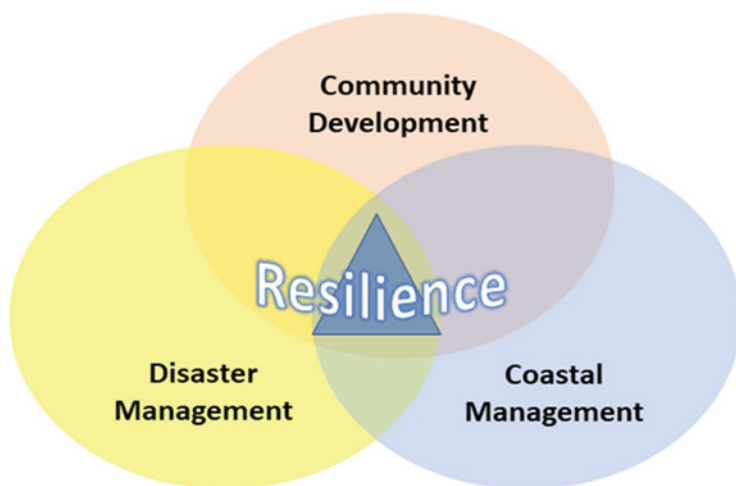 Community
Development
Resilience
Disaster
Management
Coastal
Management